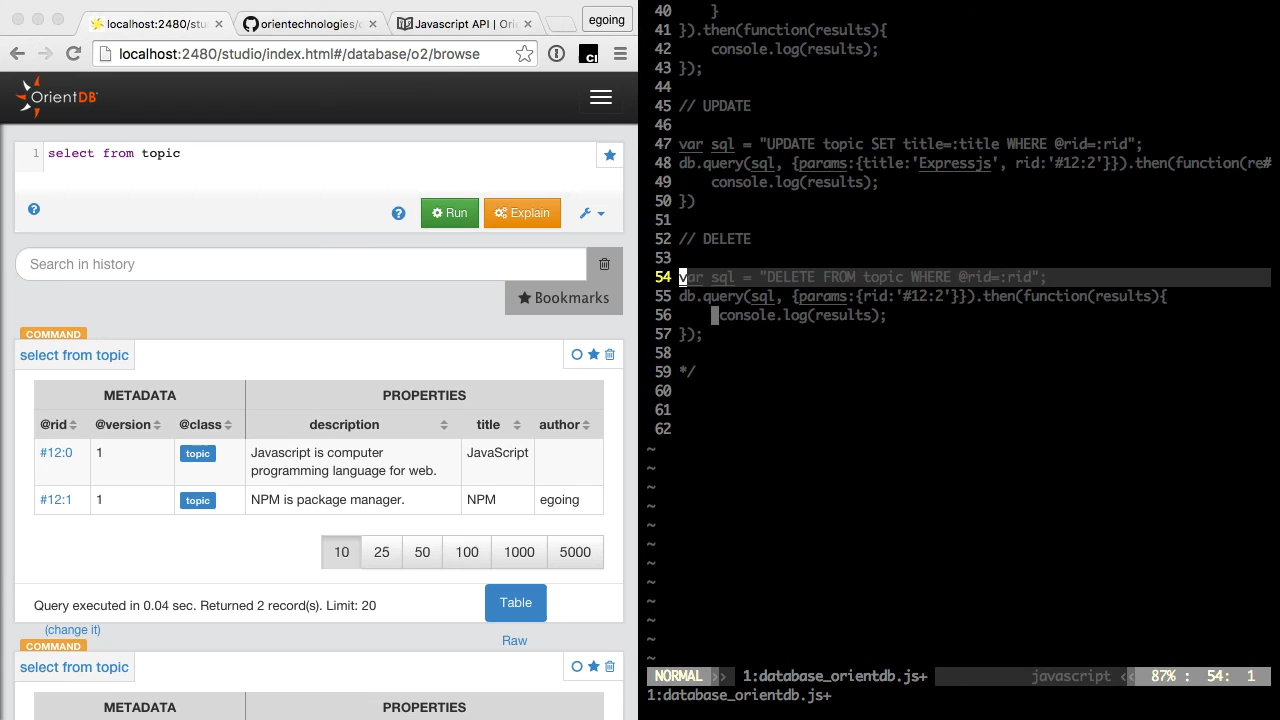 localhost:2480/stu
orientechnologies/
Javascript API | Ori
egoing
localhost:2480/studio/index.html#/database/o2/browse
OrientDB
1 select from topic
Run
Explain
Search in history
Bookmarks
COMMAND
select from topic
METADATA PROPERTIES
@rid @version @class description title author
#12:0 1 topic Javascript is computer programming language for web. JavaScript
#12:1 1 topic NPM is package manager. NPM egoing
10 25 50 100 1000 5000
Query executed in 0.04 sec. Returned 2 record(s). Limit: 20
(change it)
Table
Raw
COMMAND
select from topic
METADATA PROPERTIES
40 }
41 }).then(function(results){
42 console.log(results);
43 });
44
45 // UPDATE
46
47 var sql = "UPDATE topic SET title=:title WHERE @rid=:rid";
48 db.query(sql, {params:{title:'Expressjs', rid:'#12:2'}}).then(function(re#
49 console.log(results);
50 })
51
52 // DELETE
53
54 var sql = "DELETE FROM topic WHERE @rid=:rid";
55 db.query(sql, {params:{rid:'#12:2'}}).then(function(results){
56 console.log(results);
57 });
58
59 */
60
61
62
~
~
~
~
~
~
~
~
~
~
~
~
NORMAL >> 1:database_orientdb.js+ javascript << 87% : 54: 1
1:database_orientdb.js+